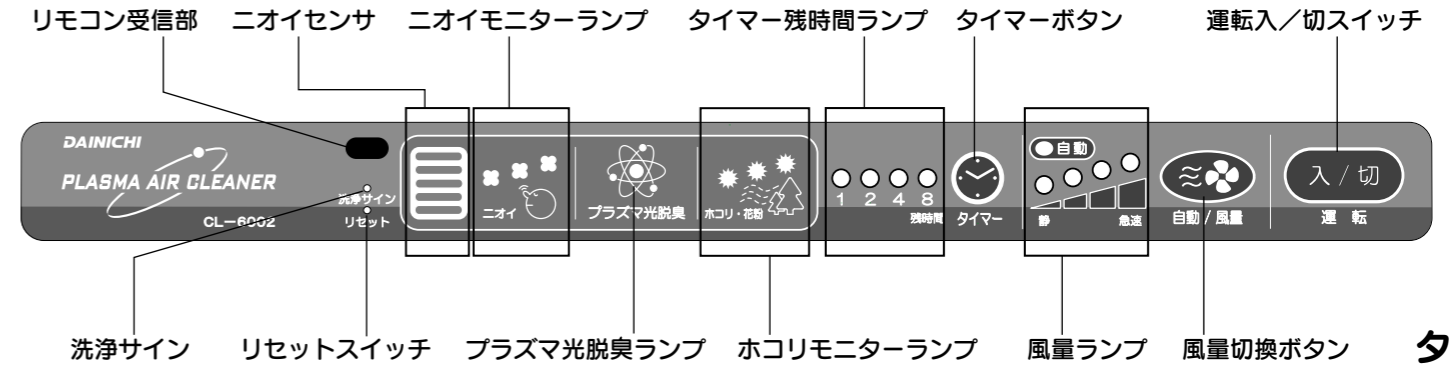 リモコン受信部 ニオイセンサ ニオイモニターランプ タイマー残時間ランプ タイマーボタン 運転入／切スイッチ
DAINICHI
PLASMA AIR CLEANER
CL−6002
洗浄サイン
リセット
ニオイ
プラズマ光脱臭
ホコリ・花粉
1 2 4 8
残時間
タイマー
自動
静 急速
自動/風量
入/切
運 転
洗浄サイン リセットスイッチ プラズマ光脱臭ランプ ホコリモニターランプ 風量ランプ 風量切換ボタン タ